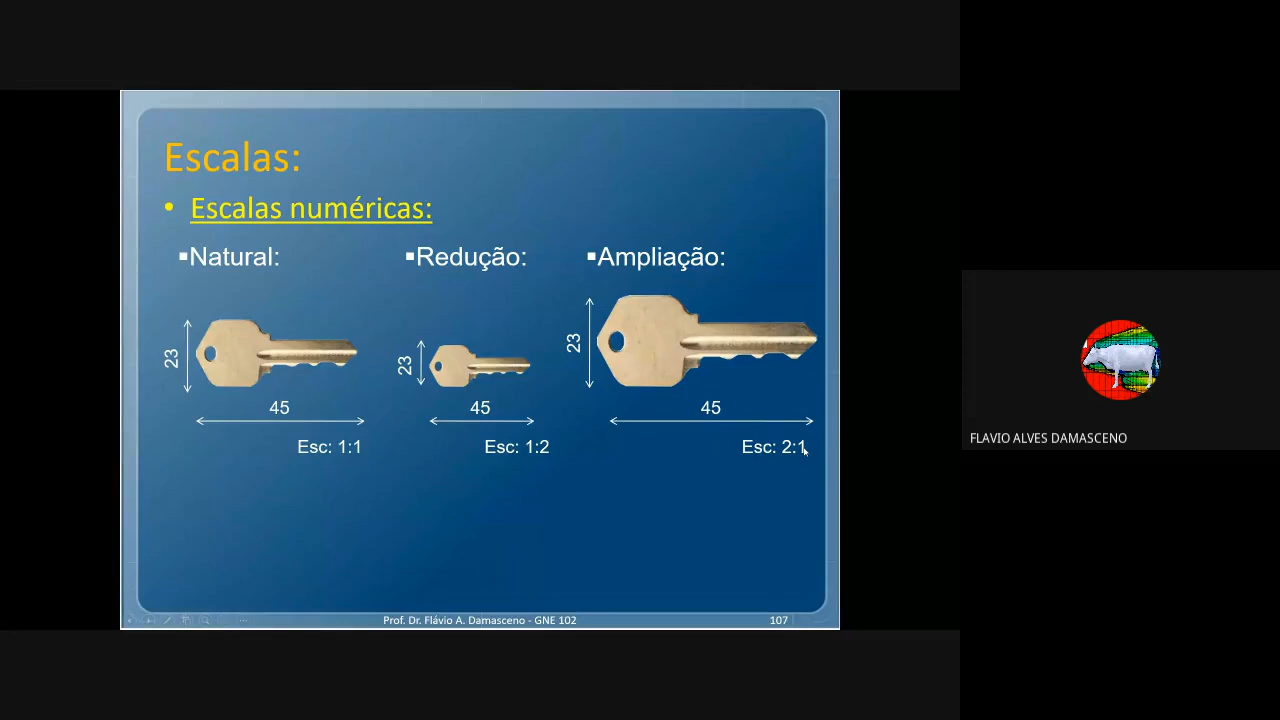 Escalas:
• Escalas numéricas:
▪Natural:
▪Redução:
▪Ampliação:
23
45
Esc: 1:1
23
45
Esc: 1:2
23
45
Esc: 2:1
Prof. Dr. Flávio A. Damasceno - GNE 102
107
FLAVIO ALVES DAMASCENO